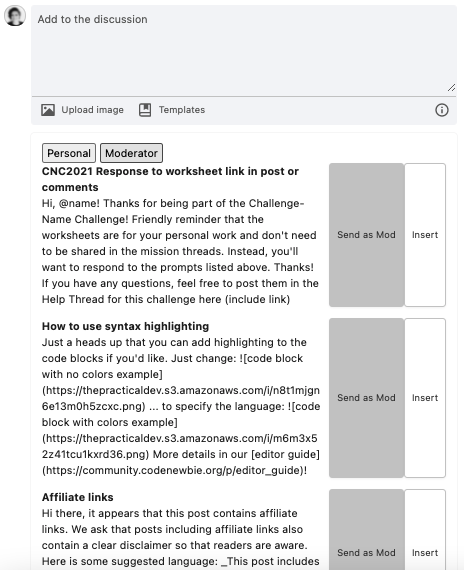 Add to the discussion
Upload image
Templates
Personal
Moderator
CNC2021 Response to worksheet link in post or
comments
Hi, @name! Thanks for being part of the Challenge-
Name Challenge! Friendly reminder that the
worksheets are for your personal work and don't need
to be shared in the mission threads. Instead, you'll
want to respond to the prompts listed above. Thanks!
If you have any questions, feel free to post them in the
Help Thread for this challenge here (include link)
Send as Mod
Insert
How to use syntax highlighting
Just a heads up that you can add highlighting to the
code blocks if you'd like. Just change: ![code block
with no colors example]
(https://thepracticaldev.s3.amazonaws.com/i/n8t1mjgn
6e13m0h5zcxc.png) ... to specify the language: ![code
block with colors example]
(https://thepracticaldev.s3.amazonaws.com/i/m6m3x5
2z41tcu1kxrd36.png) More details in our [editor guide]
(https://community.codenewbie.org/p/editor_guide)!
Send as Mod
Insert
Affiliate links
Hi there, it appears that this post contains affiliate
links. We ask that posts including affiliate links also
contain a clear disclaimer so that readers are aware.
Here is some suggested language: _This post includes
Send as Mod
Insert